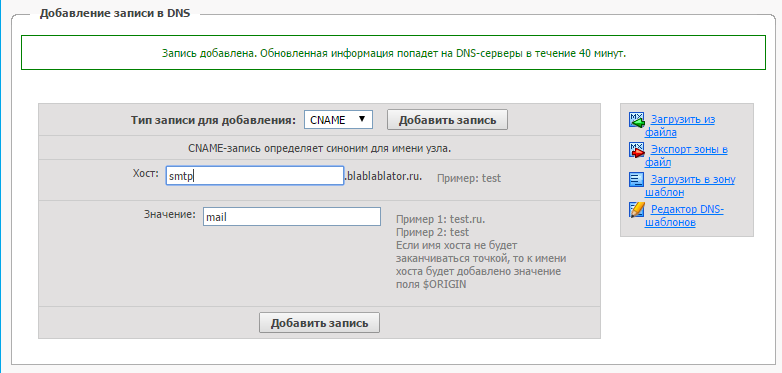 Добавление записи в DNS
Запись добавлена. Обновленная информация попадет на DNS-серверы в течение 40 минут.
Тип записи для добавления: CNAME Добавить запись
CNAME-запись определяет синоним для имени узла.
Хост: smtp .blablablator.ru. Пример: test
Значение: mail
Пример 1: test.ru.
Пример 2: test
Если имя хоста не будет
заканчиваться точкой, то к имени
хоста будет добавлено значение
поля $ORIGIN
Добавить запись
MX Загрузить из
файла
MX Экспорт зоны в
файл
Загрузить в зону
шаблон
Редактор DNS-
шаблонов